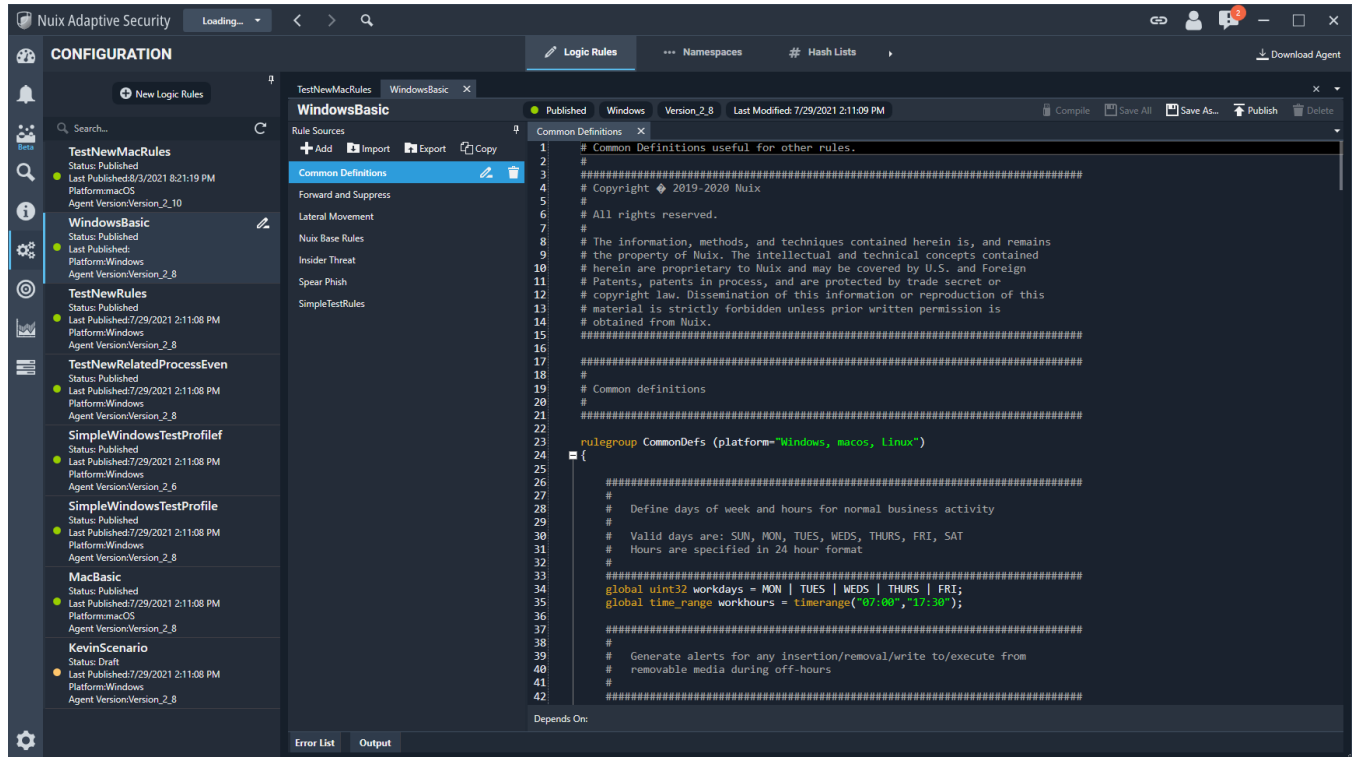 Nuix Adaptive Security
Loading...
2
CONFIGURATION
Logic Rules
Namespaces
# Hash Lists
Download Agent
New Logic Rules
Search...
Beta
TestNewMacRules
Status: Published
Last Published:8/3/2021 8:21:19 PM
Platform:macOS
Agent Version:Version_2_10
WindowsBasic
Status: Published
Last Published:
Platform:Windows
Agent Version:Version_2_8
TestNewRules
Status: Published
Last Published:7/29/2021 2:11:08 PM
Platform:Windows
Agent Version:Version_2_8
TestNewRelatedProcessEven
Status: Published
Last Published:7/29/2021 2:11:08 PM
Platform:Windows
Agent Version:Version_2_8
SimpleWindowsTestProfilef
Status: Published
Last Published:7/29/2021 2:11:08 PM
Platform:Windows
Agent Version:Version_2_6
SimpleWindowsTestProfile
Status: Published
Last Published:7/29/2021 2:11:08 PM
Platform:Windows
Agent Version:Version_2_8
MacBasic
Status: Published
Last Published:7/29/2021 2:11:08 PM
Platform:macOS
Agent Version:Version_2_8
KevinScenario
Status: Draft
Last Published:7/29/2021 2:11:08 PM
Platform:Windows
Agent Version:Version_2_8
TestNewMacRules WindowsBasic
WindowsBasic
Published Windows Version_2_8 Last Modified: 7/29/2021 2:11:09 PM
Compile Save All Save As... Publish Delete
Rule Sources
Add Import Export Copy
Common Definitions
Forward and Suppress
Lateral Movement
Nuix Base Rules
Insider Threat
Spear Phish
SimpleTestRules
Common Definitions
1 # Common Definitions useful for other rules.
2 #
3 ################################################################################
4 # Copyright � 2019-2020 Nuix
5 #
6 # All rights reserved.
7 #
8 # The information, methods, and techniques contained herein is, and remains
9 # the property of Nuix. The intellectual and technical concepts contained
10 # herein are proprietary to Nuix and may be covered by U.S. and Foreign
11 # Patents, patents in process, and are protected by trade secret or
12 # copyright law. Dissemination of this information or reproduction of this
13 # material is strictly forbidden unless prior written permission is
14 # obtained from Nuix.
15 ################################################################################
16
17 ################################################################################
18 #
19 # Common definitions
20 #
21 ################################################################################
22
23 rulegroup CommonDefs (platform="Windows, macos, Linux")
24 {
25
26 ############################################################################
27 #
28 # Define days of week and hours for normal business activity
29 #
30 # Valid days are: SUN, MON, TUES, WEDS, THURS, FRI, SAT
31 # Hours are specified in 24 hour format
32 #
33 ############################################################################
34 global uint32 workdays = MON | TUES | WEDS | THURS | FRI;
35 global time_range workhours = timerange("07:00","17:30");
36
37 ############################################################################
38 #
39 # Generate alerts for any insertion/removal/write to/execute from
40 # removable media during off-hours
41 #
42 ############################################################################
Depends On:
Error List Output